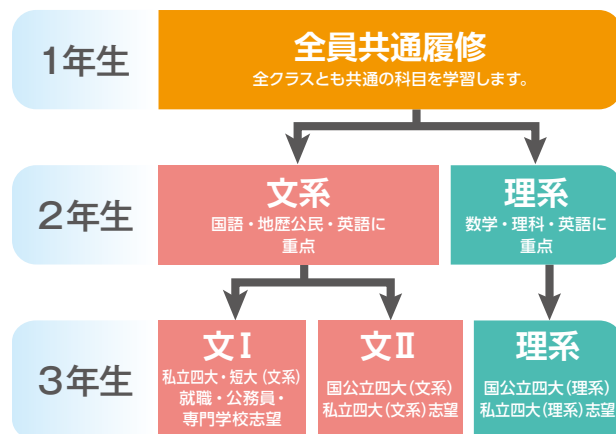 1年生
全員共通履修
全クラスとも共通の科目を学習します。
2年生
文系
国語・地歴公民・英語に
重点
理系
数学・理科・英語に
重点
3年生
文Ⅰ
私立四大・短大（文系）
就職・公務員・
専門学校志望
文Ⅱ
国公立四大（文系）
私立四大（文系）志望
理系
国公立四大（理系）
私立四大（理系）志望